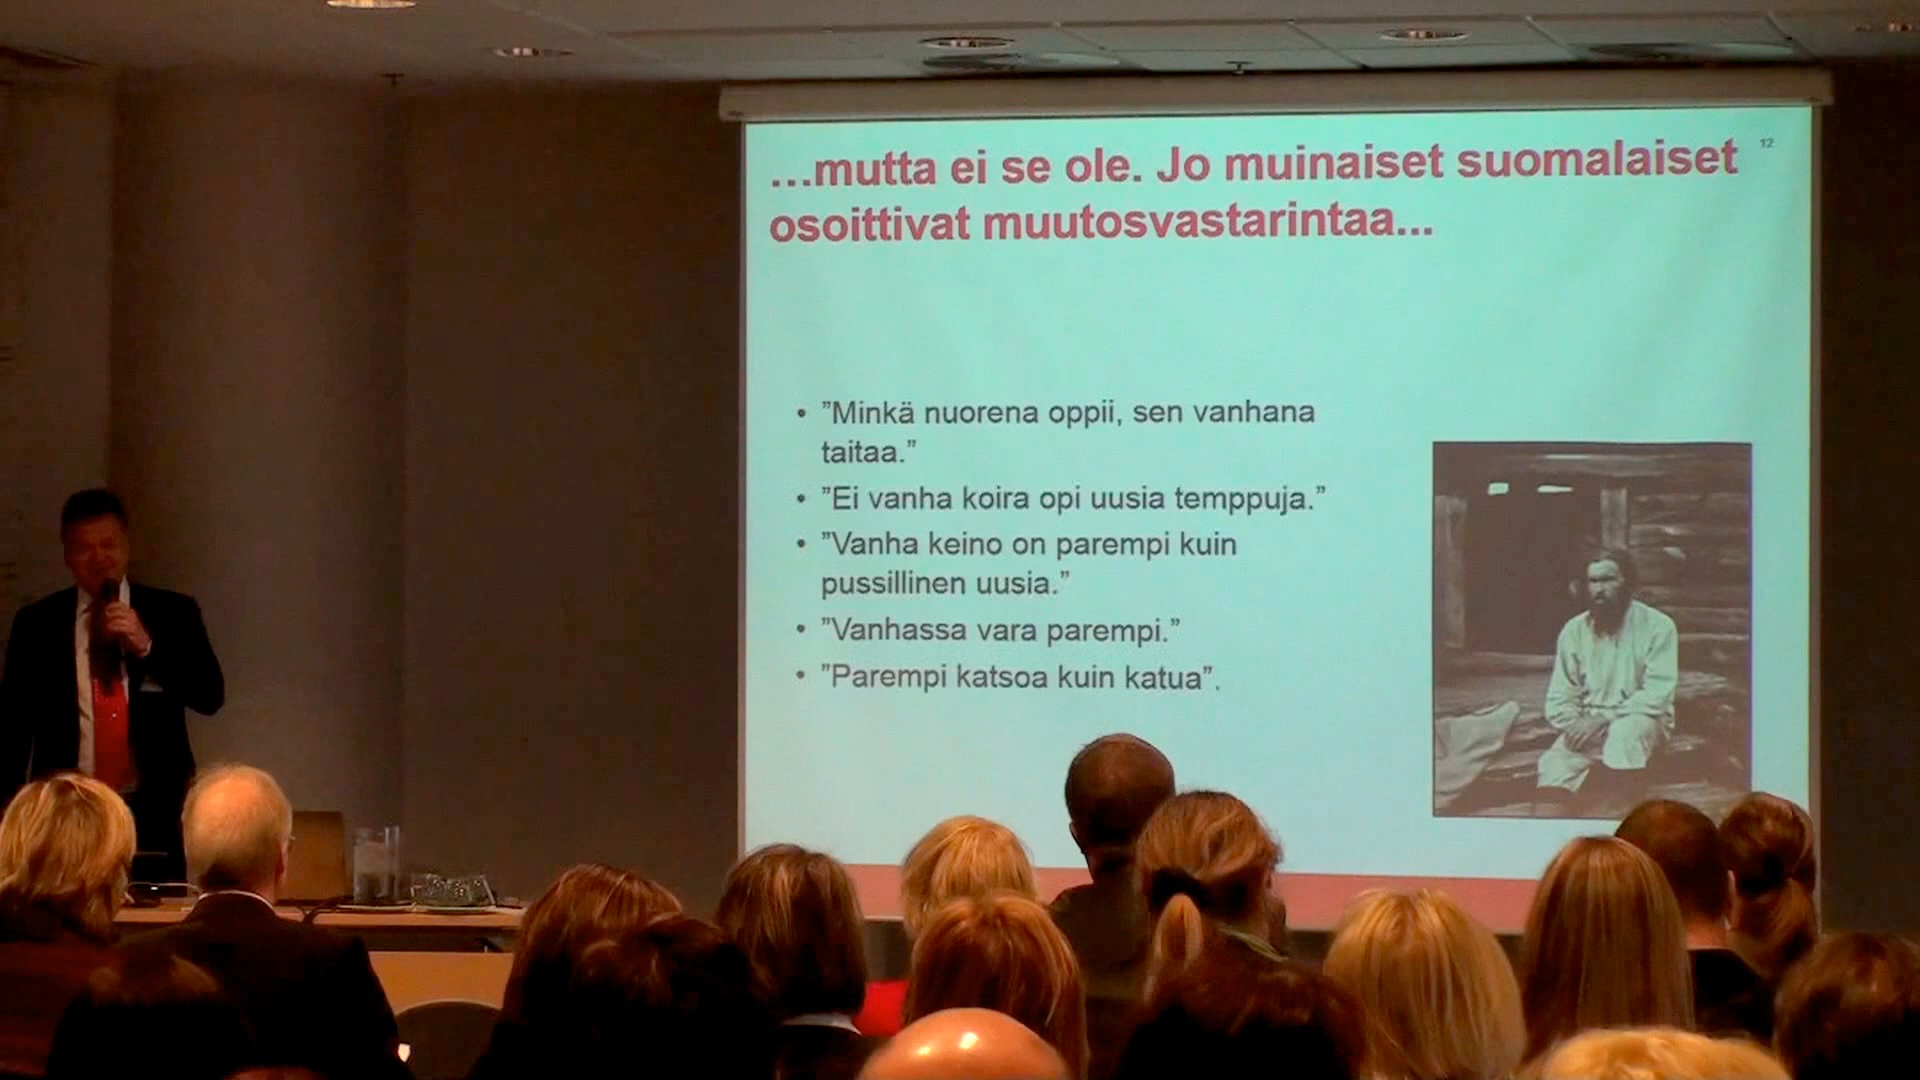 …mutta ei se ole. Jo muinaiset suomalaiset
12
osoittivat muutosvastarintaa...
• ”Minkä nuorena oppii, sen vanhana
taitaa.”
• ”Ei vanha koira opi uusia temppuja.”
• ”Vanha keino on parempi kuin
pussillinen uusia.”
• ”Vanhassa vara parempi.”
• ”Parempi katsoa kuin katua”.